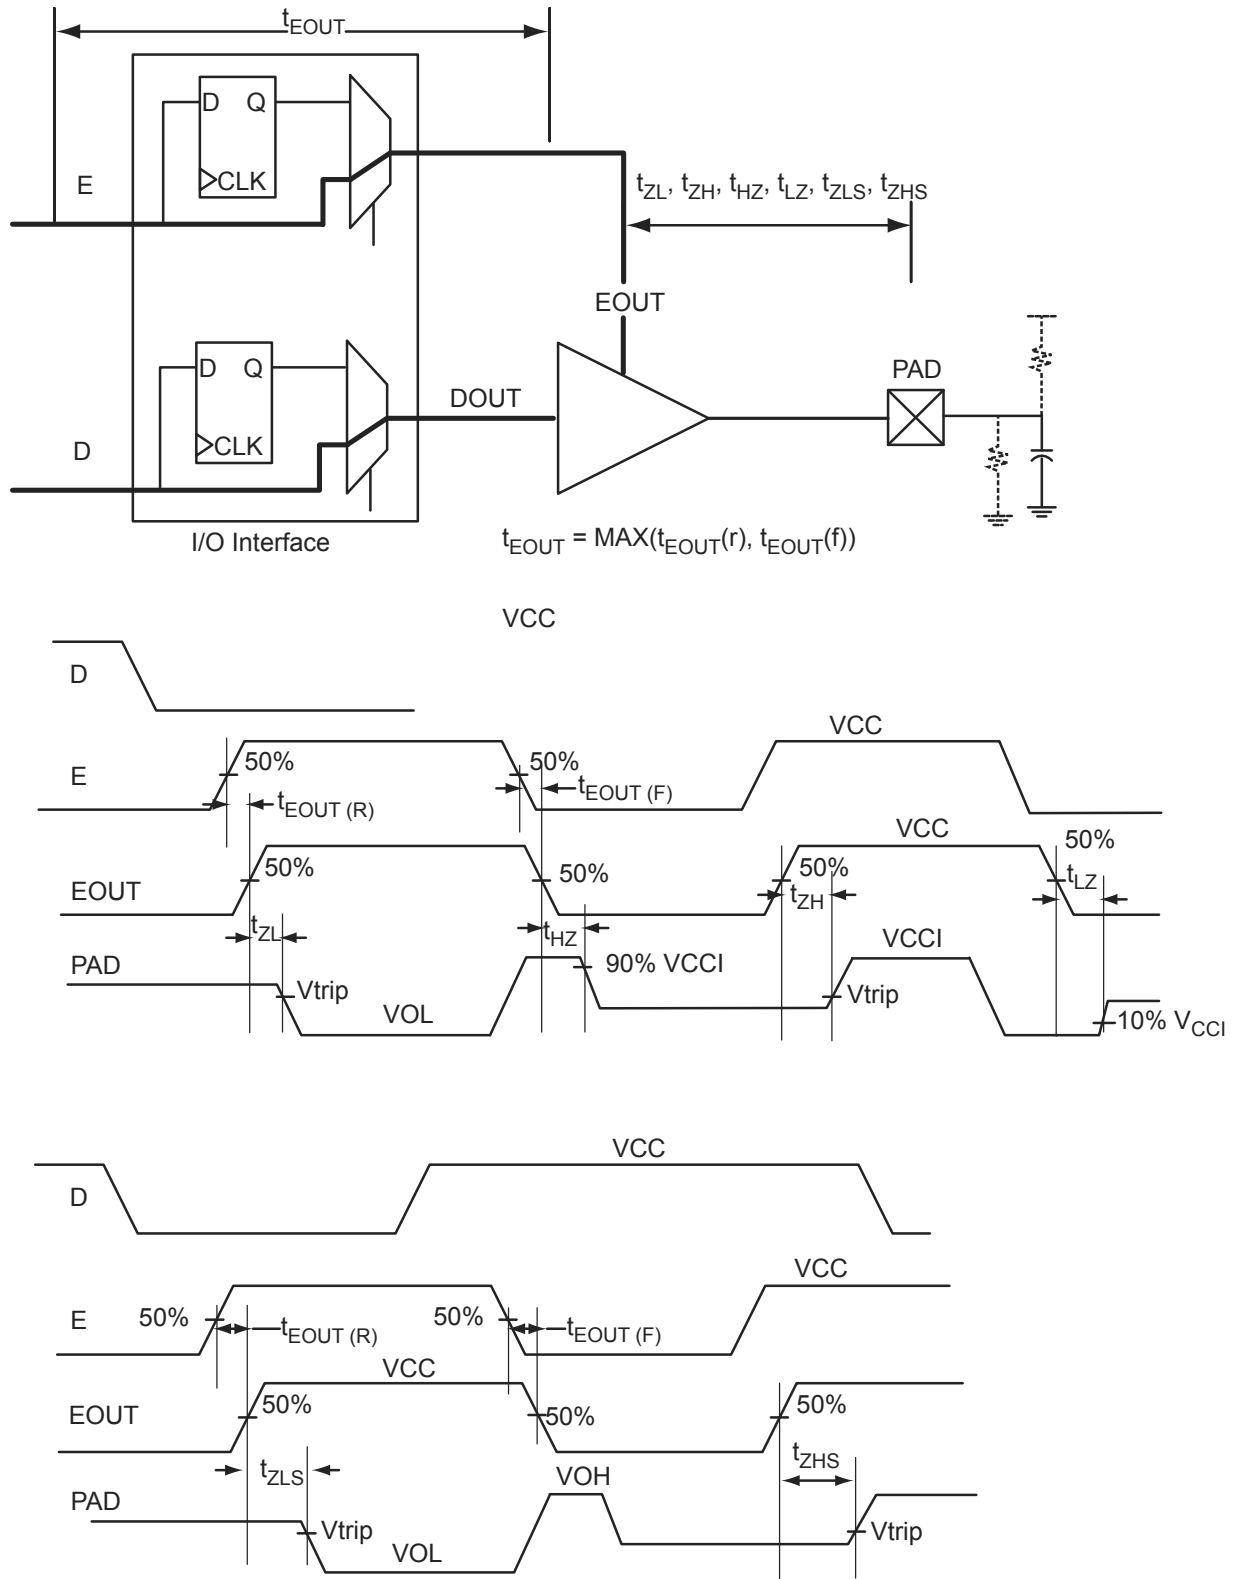 tEOUT
D Q
CLK
E
tZL, tZH, tHZ, tLZ, tZLS, tZHS
EOUT
D Q
CLK
DOUT
PAD
D
I/O Interface
tEOUT = MAX(tEOUT(r), tEOUT(f))
VCC
D
VCC
E
50%
50%
tEOUT (R)
tEOUT (F)
VCC
50%
EOUT
50%
50%
50%
tLZ
tZL
tHZ
tZH
PAD
VCCI
90% VCCI
Vtrip
Vtrip
VOL
10% VCCI
VCC
D
VCC
E
50%
tEOUT (R)
50%
tEOUT (F)
VCC
EOUT
50%
50%
50%
tZLS
VOH
tZHS
PAD
Vtrip
Vtrip
VOL